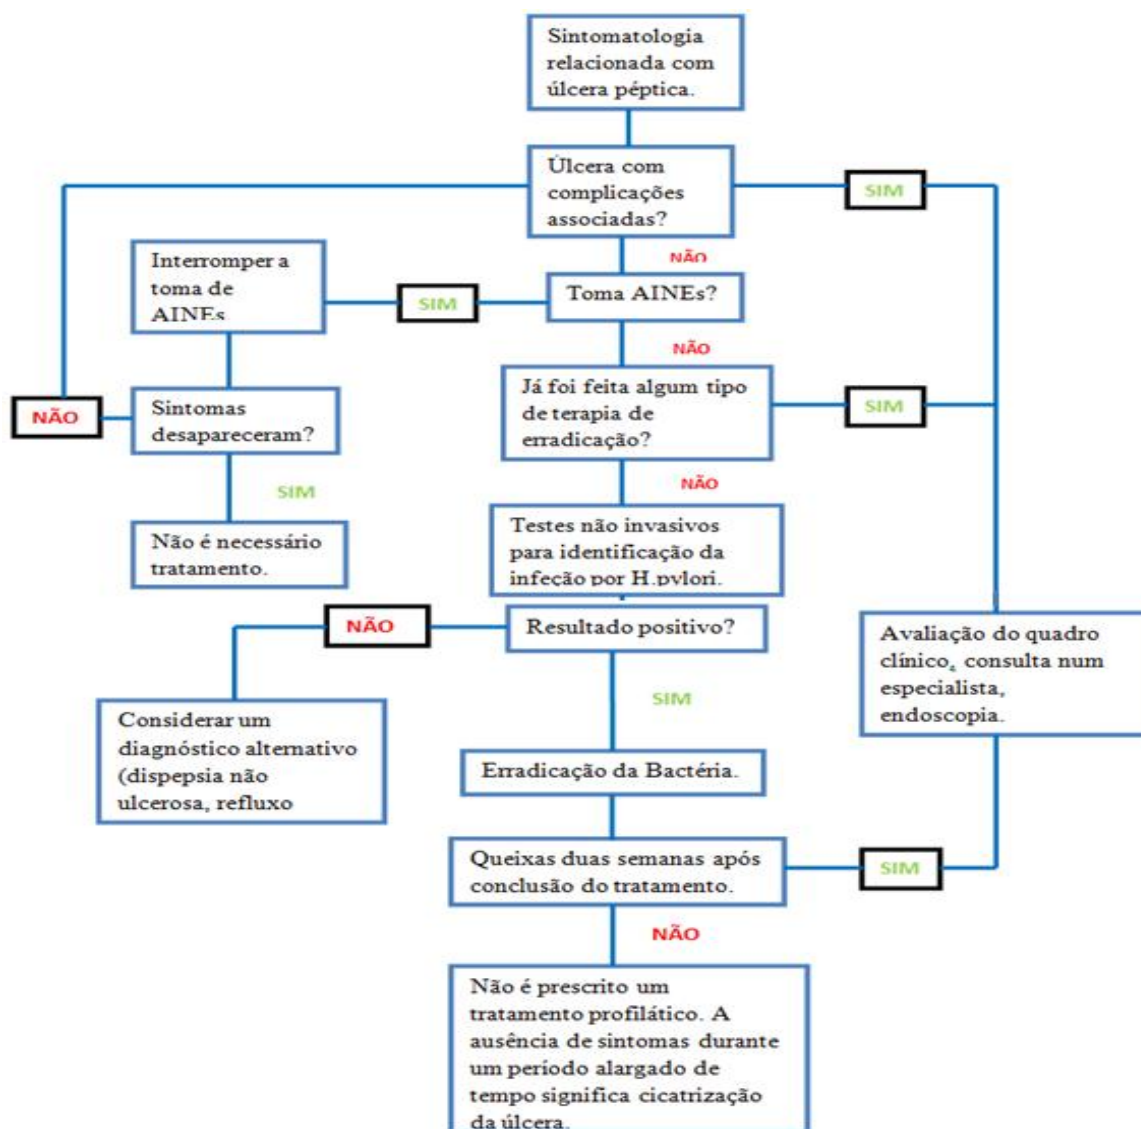 Sintomatologia
relacionada com
úlcera péptica.
Úlcera com
complicações
associadas?
SIM
NÃO
Interromper a
toma de
AINEs
SIM
Toma AINEs?
NÃO
NÃO
Sintomas
desapareceram?
Já foi feita algum tipo
de terapia de
erradicação?
SIM
SIM
NÃO
Não é necessário
tratamento.
Testes não invasivos
para identificação da
infeção por H.pylori.
NÃO
Resultado positivo?
Avaliação do quadro
clínico, consulta num
especialista,
endoscopia.
SIM
Considerar um
diagnóstico alternativo
(dispepsia não
ulcerosa, refluxo
Erradicação da Bactéria.
Queixas duas semanas após
conclusão do tratamento.
SIM
NÃO
Não é prescrito um
tratamento profilático. A
ausência de sintomas durante
um período alargado de
tempo significa cicatrização
da úlcera.